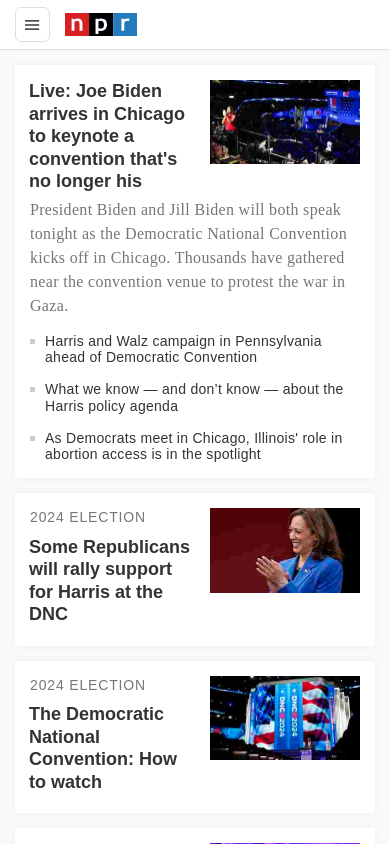 npr
Live: Joe Biden
arrives in Chicago
to keynote a
convention that's
no longer his
President Biden and Jill Biden will both speak
tonight as the Democratic National Convention
kicks off in Chicago. Thousands have gathered
near the convention venue to protest the war in
Gaza.
Harris and Walz campaign in Pennsylvania
ahead of Democratic Convention
What we know — and don’t know — about the
Harris policy agenda
As Democrats meet in Chicago, Illinois' role in
abortion access is in the spotlight
2024 ELECTION
Some Republicans
will rally support
for Harris at the
DNC
2024 ELECTION
The Democratic
National
Convention: How
to watch
DNC 2024
DNC 2024